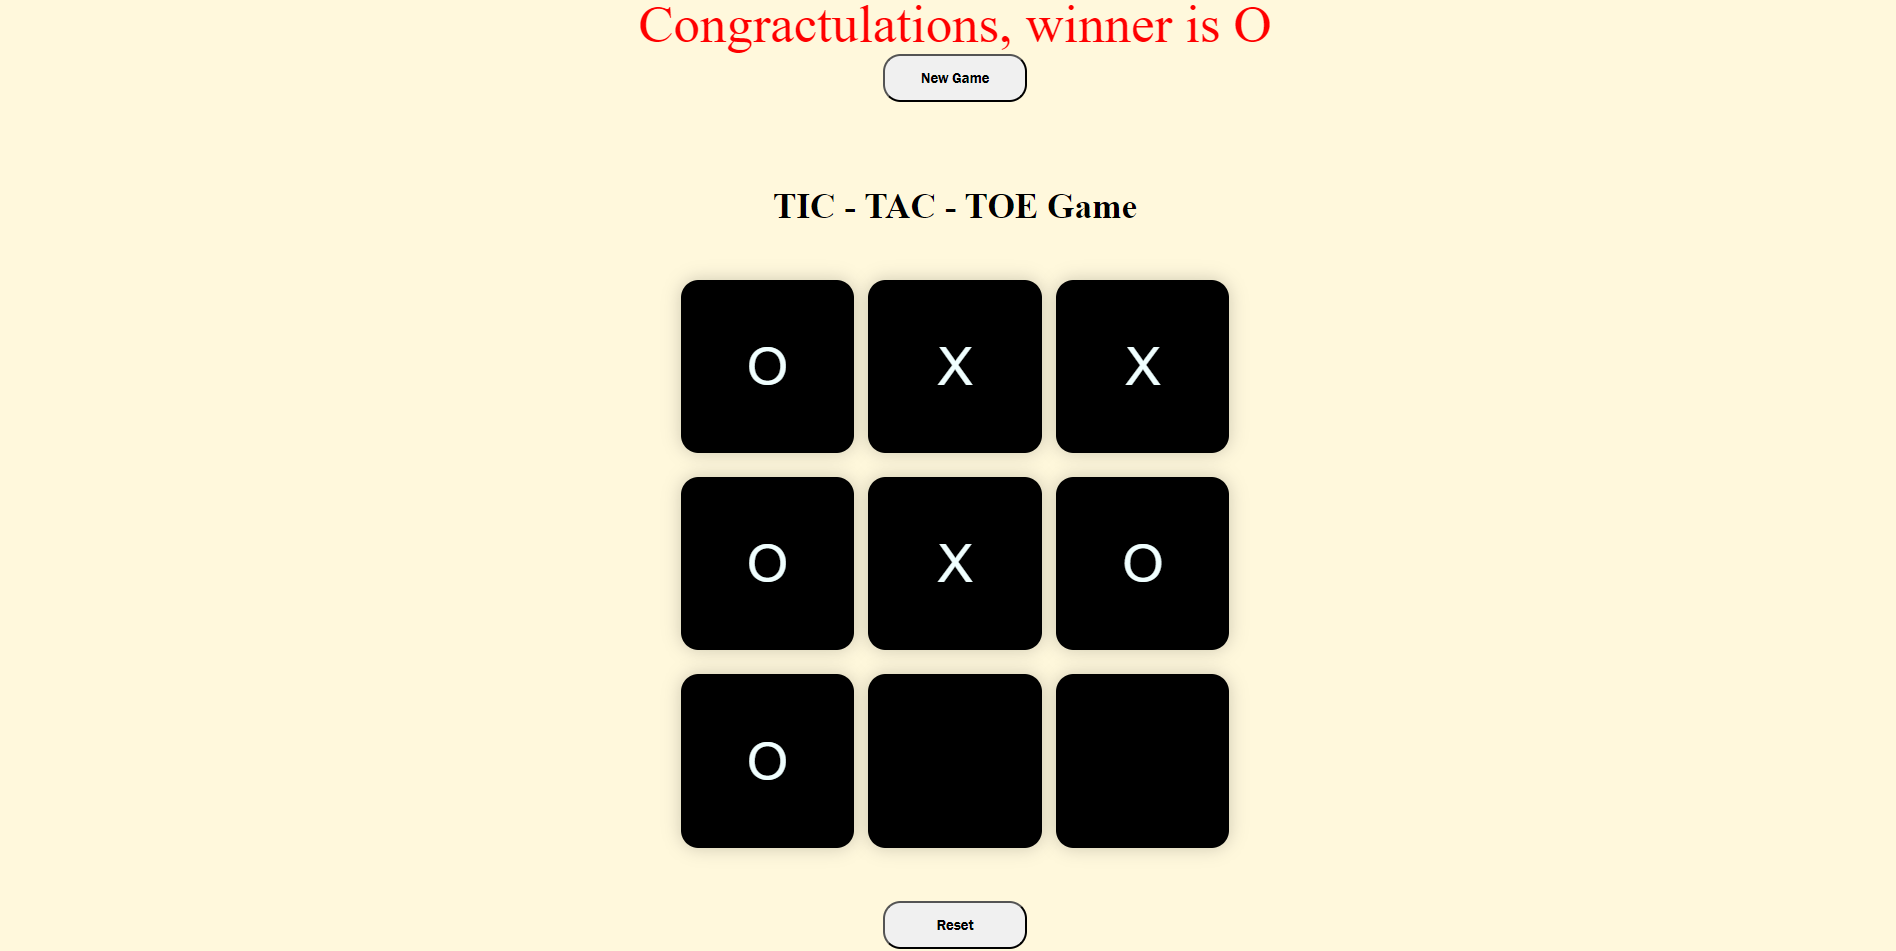 Congractulations, winner is O
New Game
TIC - TAC - TOE Game
O X X
O X O
O
Reset